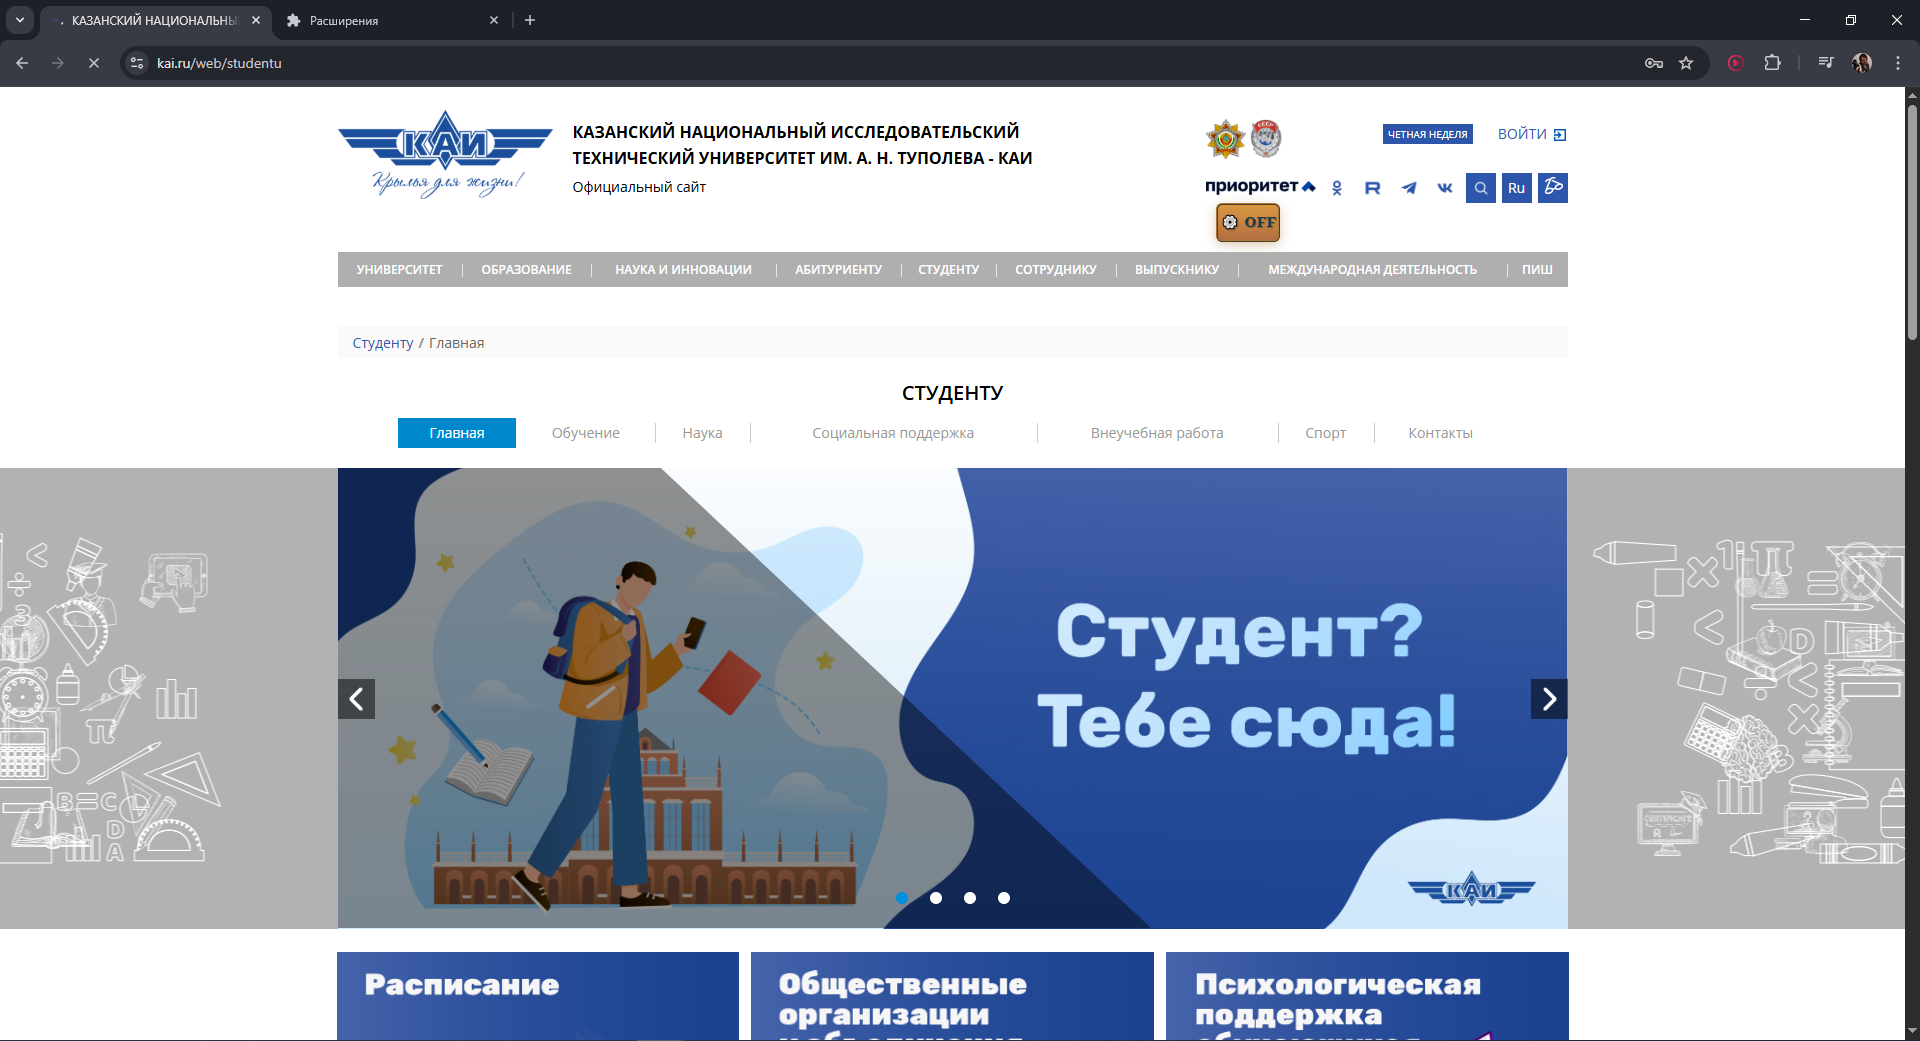 КАЗАНСКИЙ НАЦИОНАЛЬНЫ
Расширения
kai.ru/web/studentu
КАИ
Крылья для жизни!
КАЗАНСКИЙ НАЦИОНАЛЬНЫЙ ИССЛЕДОВАТЕЛЬСКИЙ
ТЕХНИЧЕСКИЙ УНИВЕРСИТЕТ ИМ. А. Н. ТУПОЛЕВА - КАИ
Официальный сайт
ЧЕТНАЯ НЕДЕЛЯ
ВОЙТИ
приоритет
Ru
OFF
УНИВЕРСИТЕТ ОБРАЗОВАНИЕ НАУКА И ИННОВАЦИИ АБИТУРИЕНТУ СТУДЕНТУ СОТРУДНИКУ ВЫПУСКНИКУ МЕЖДУНАРОДНАЯ ДЕЯТЕЛЬНОСТЬ ПИШ
Студенту / Главная
СТУДЕНТУ
Главная Обучение Наука Социальная поддержка Внеучебная работа Спорт Контакты
Студент?
Тебе сюда!
КАИ
Расписание
Общественные
организации
Психологическая
поддержка